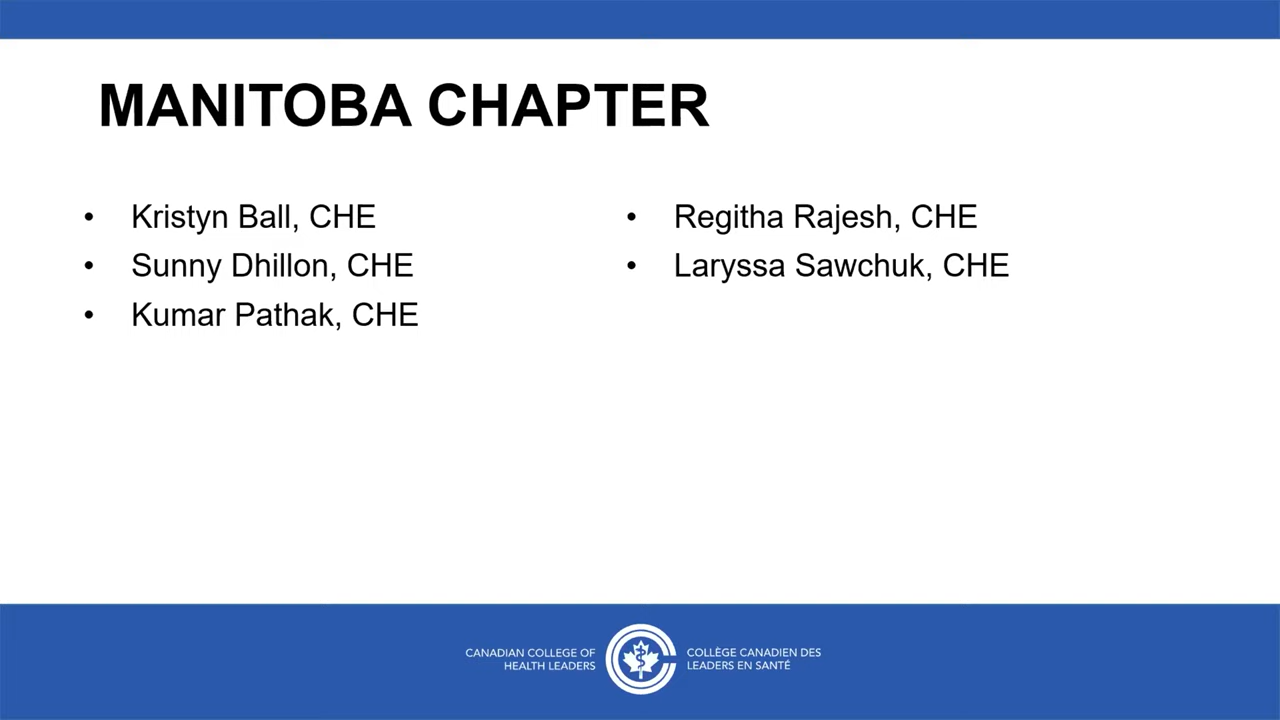 MANITOBA CHAPTER
• Kristyn Ball, CHE
• Sunny Dhillon, CHE
• Kumar Pathak, CHE
• Regitha Rajesh, CHE
• Laryssa Sawchuk, CHE
CANADIAN COLLEGE OF
HEALTH LEADERS
COLLÈGE CANADIEN DES
LEADERS EN SANTÉ